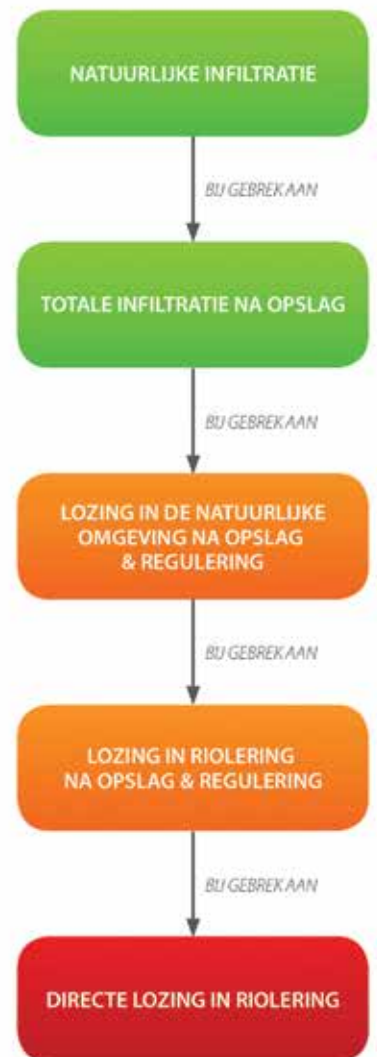 NATUURLIJKE INFILTRATIE
BIJ GEBREK AAN
TOTALE INFILTRATIE NA OPSLAG
BIJ GEBREK AAN
LOZING IN DE NATUURLIJKE
OMGEVING NA OPSLAG
& REGULERING
BIJ GEBREK AAN
LOZING IN RIOLERING
NA OPSLAG & REGULERING
BIJ GEBREK AAN
DIRECTE LOZING IN RIOLERING